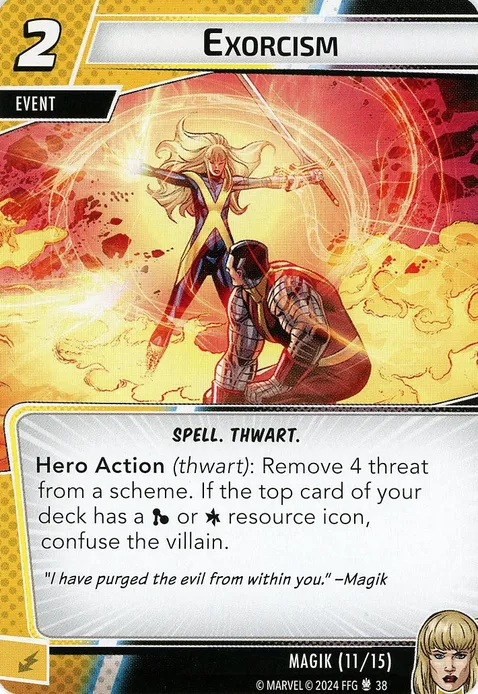 2
EXORCISM
EVENT
SPELL. THWART.
Hero Action (thwart): Remove 4 threat
from a scheme. If the top card of your
deck has a or resource icon,
confuse the villain.
"I have purged the evil from within you." –Magik
MAGIK (11/15)
© MARVEL © 2024 FFG 38